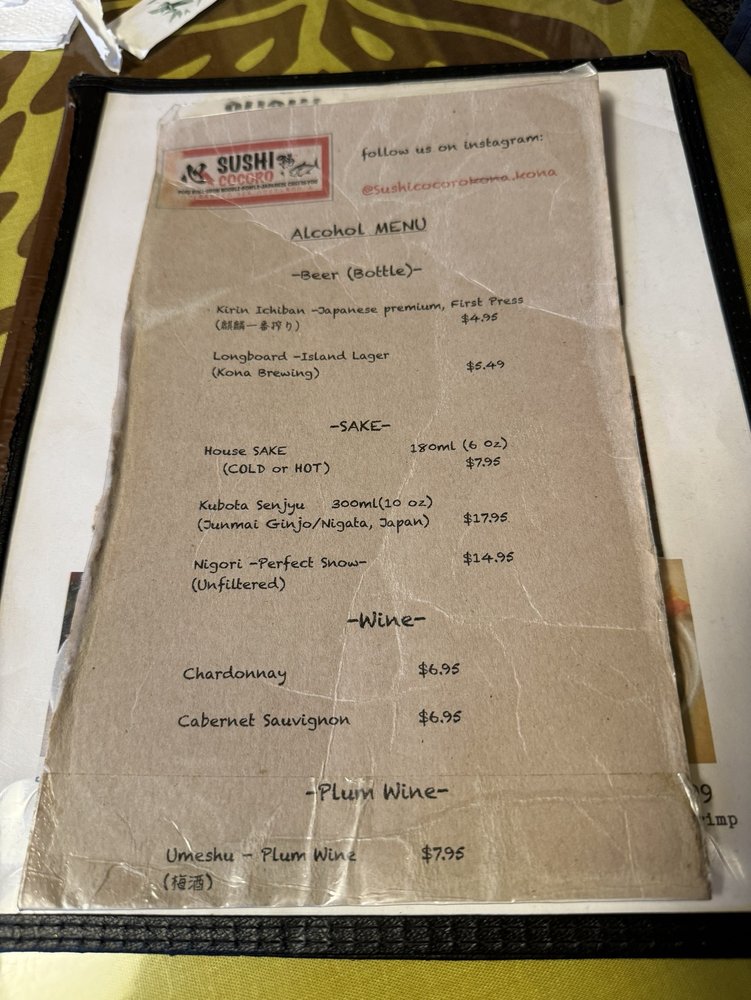 SUSHI
COCORO
follow us on instagram:
@sushicocorokona.kona
Alcohol MENU
-Beer (Bottle)-
Kirin Ichiban -Japanese premium, First Press
(麒麟一番搾り) $4.95
Longboard -Island Lager
(Kona Brewing) $5.49
-SAKE-
House SAKE 180ml (6 oz)
(COLD or HOT) $7.95
Kubota Senjyu 300ml(10 oz)
(Junmai Ginjo/Nigata, Japan) $17.95
Nigori -Perfect Snow- $14.95
(Unfiltered)
-Wine-
Chardonnay $6.95
Cabernet Sauvignon $6.95
-Plum Wine-
Umeshu - Plum Wine $7.95
(梅酒)